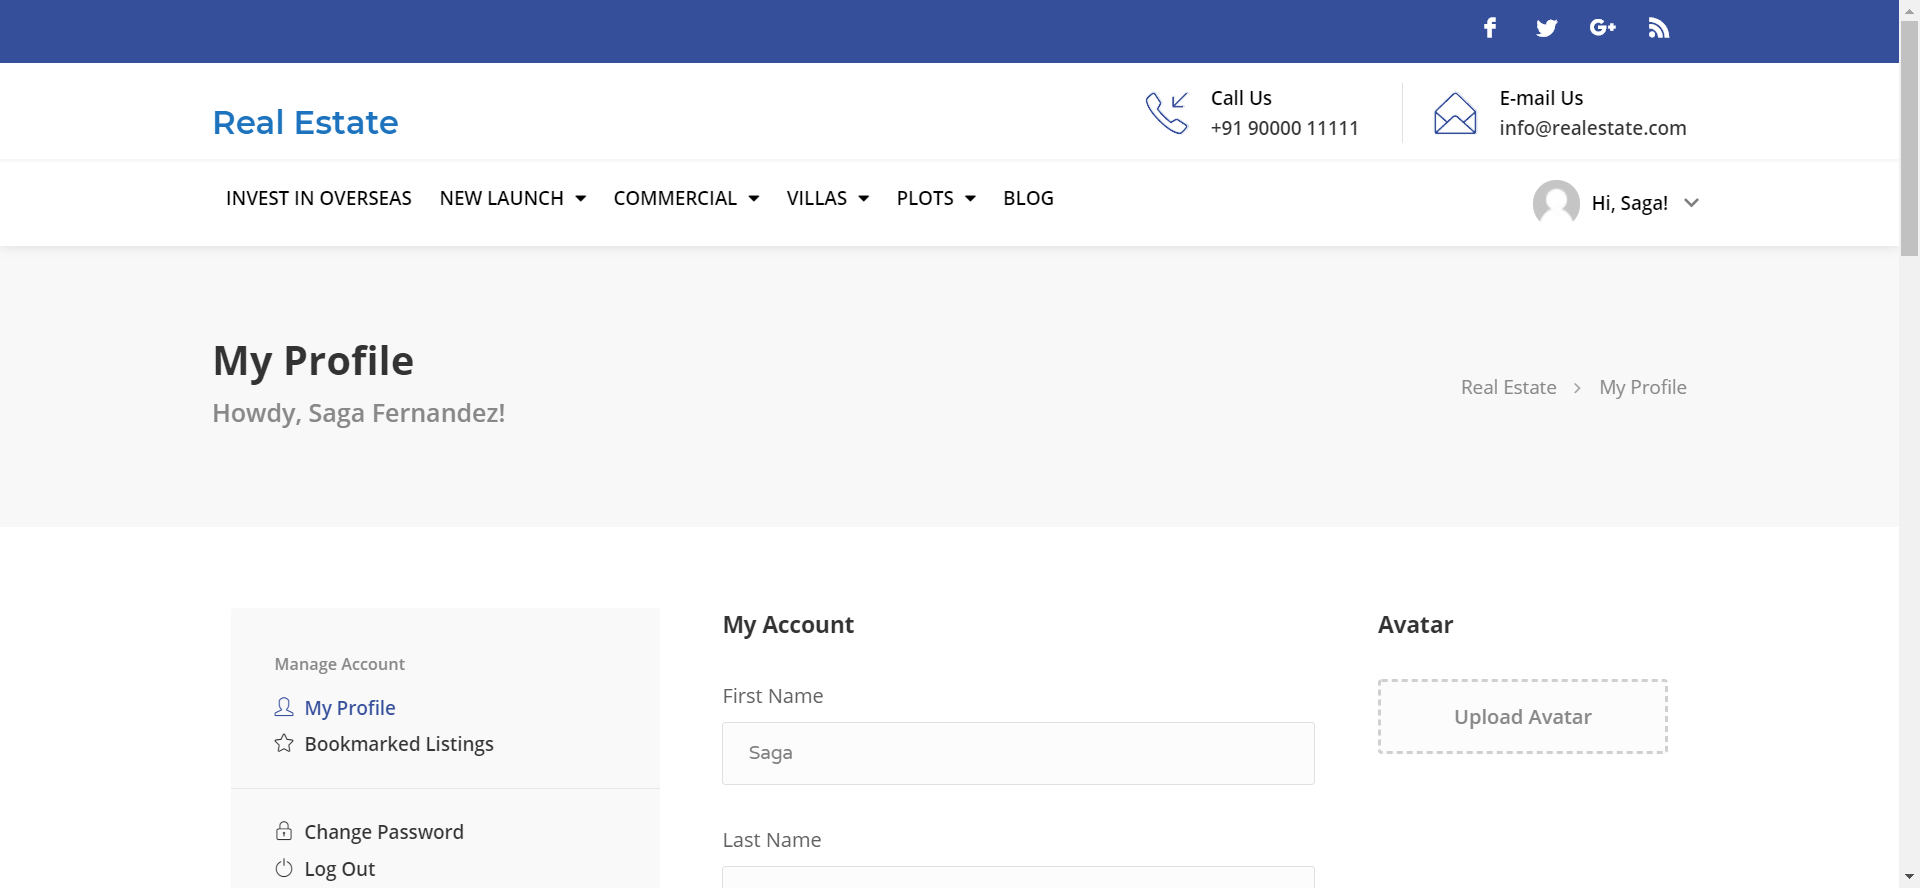 Real Estate
Call Us
+91 90000 11111
E-mail Us
info@realestate.com
INVEST IN OVERSEAS NEW LAUNCH COMMERCIAL VILLAS PLOTS BLOG
Hi, Saga!
My Profile
Howdy, Saga Fernandez!
Real Estate My Profile
Manage Account
My Profile
Bookmarked Listings
Change Password
Log Out
My Account
First Name
Saga
Last Name
Avatar
Upload Avatar